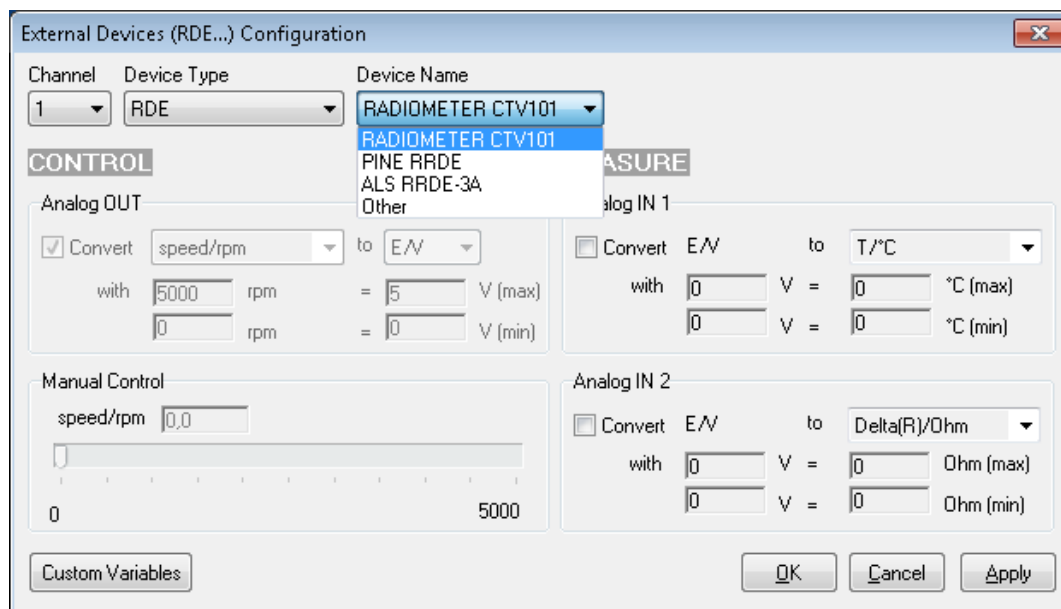 External Devices (RDE...) Configuration
Channel Device Type Device Name
1 RDE RADIOMETER CTV101
RADIOMETER CTV101
PINE RRDE
ALS RRDE-3A
Other
CONTROL
ASURE
Analog OUT
Convert speed/rpm to E/V
with 5000 rpm = 5 V (max)
0 rpm = 0 V (min)
alog IN 1
Convert E/V to T/°C
with 0 V = 0 °C (max)
0 V = 0 °C (min)
Manual Control
speed/rpm 0,0
0 5000
Analog IN 2
Convert E/V to Delta(R)/Ohm
with 0 V = 0 Ohm (max)
0 V = 0 Ohm (min)
Custom Variables OK Cancel Apply